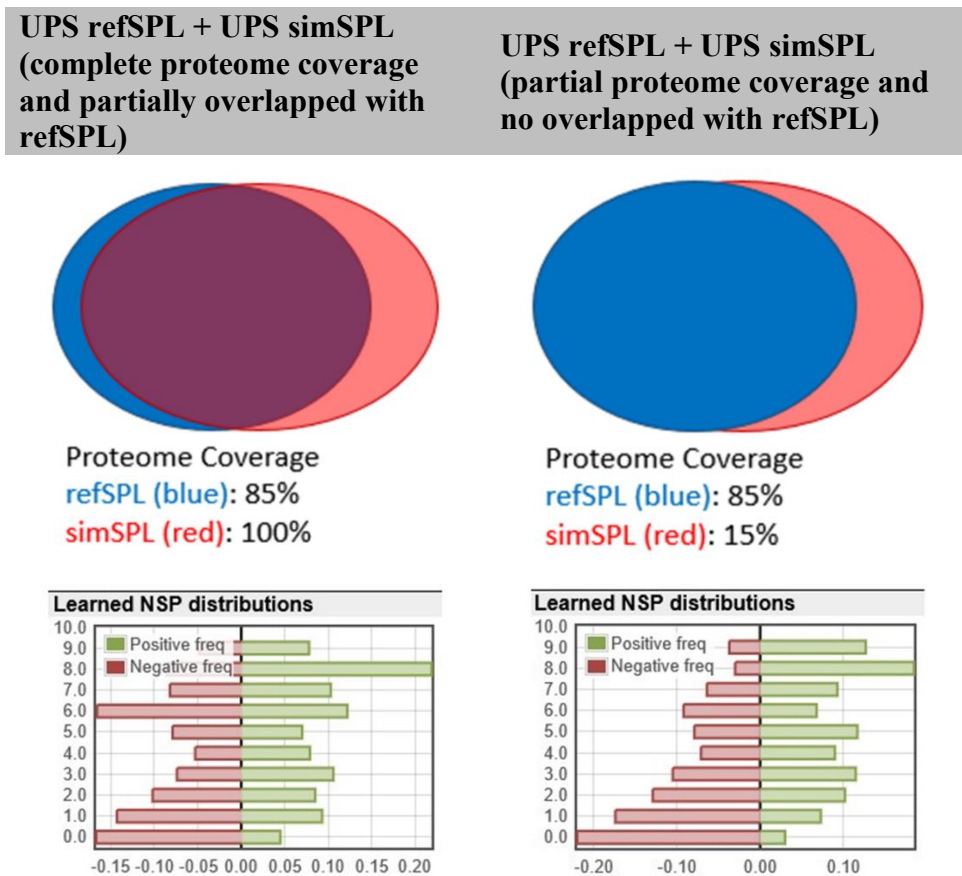 UPS refSPL + UPS simSPL
(complete proteome coverage
and partially overlapped with
refSPL)
UPS refSPL + UPS simSPL
(partial proteome coverage and
no overlapped with refSPL)
Proteome Coverage
refSPL (blue): 85%
simSPL (red): 100%
Proteome Coverage
refSPL (blue): 85%
simSPL (red): 15%
Learned NSP distributions
10.0
9.0
8.0
7.0
6.0
5.0
4.0
3.0
2.0
1.0
0.0
Positive freq
Negative freq
-0.15 -0.10 -0.05 0.00 0.05 0.10 0.15 0.20
Learned NSP distributions
10.0
9.0
8.0
7.0
6.0
5.0
4.0
3.0
2.0
1.0
0.0
Positive freq
Negative freq
-0.20 -0.10 0.00 0.10